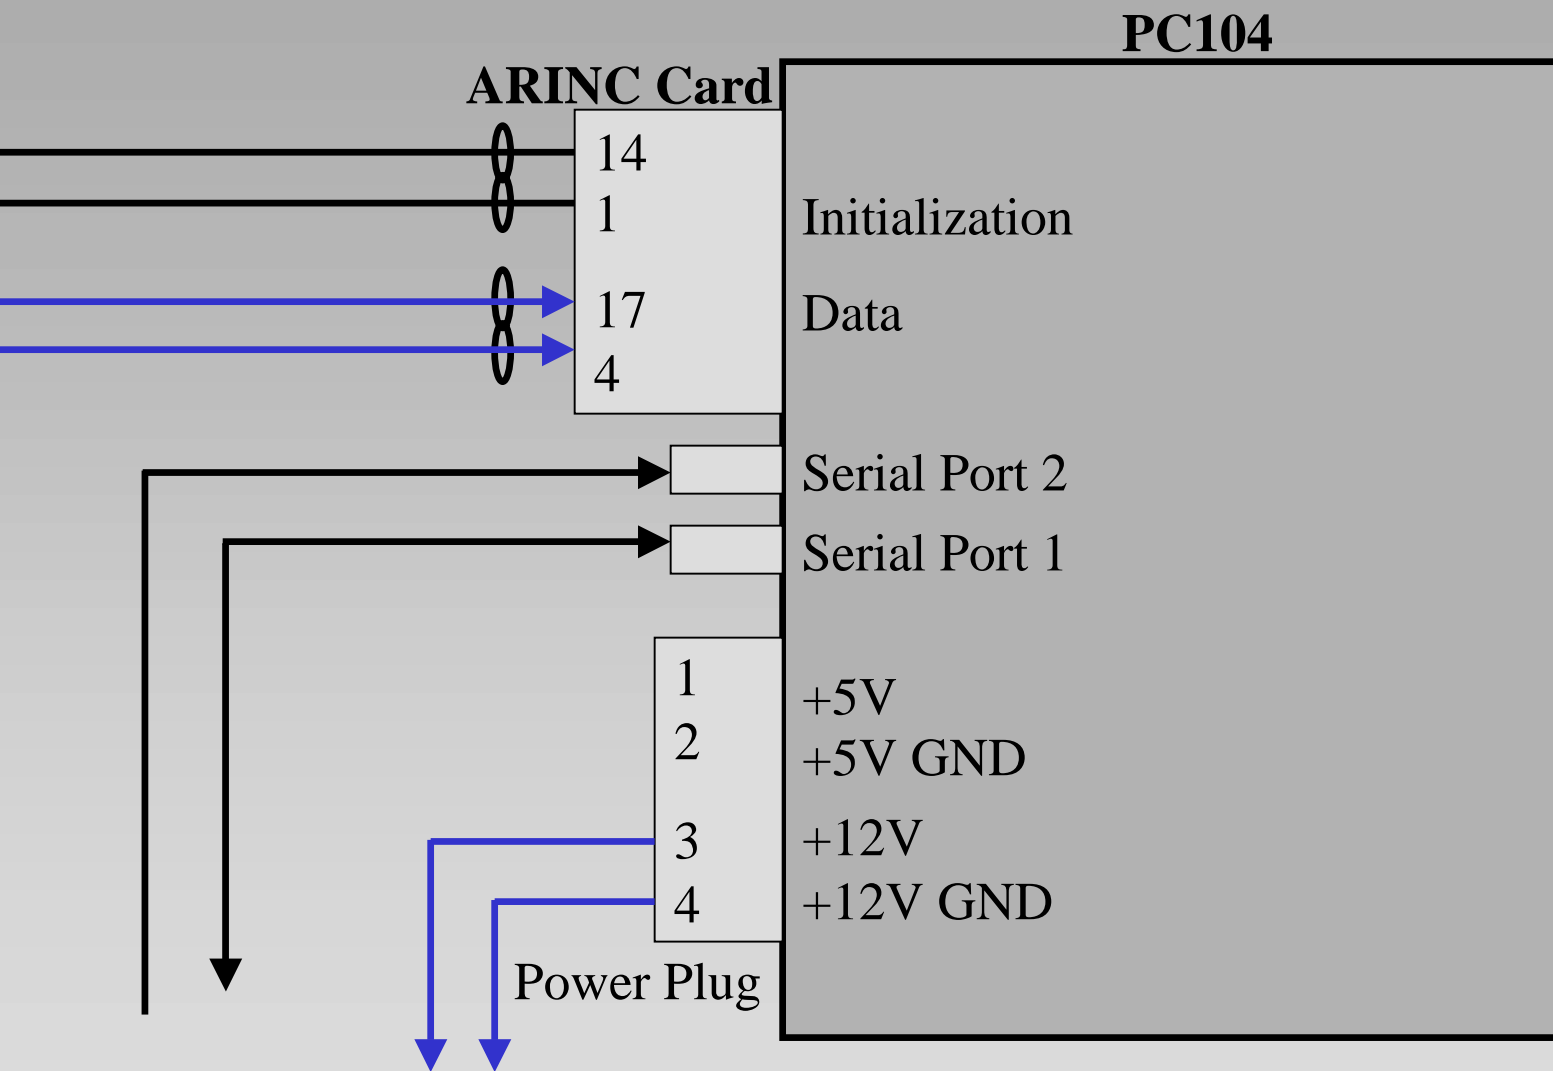 PC104
ARINC Card
14
1
Initialization
17
Data
4
Serial Port 2
Serial Port 1
1
+5V
2
+5V GND
3
+12V
4
+12V GND
Power Plug